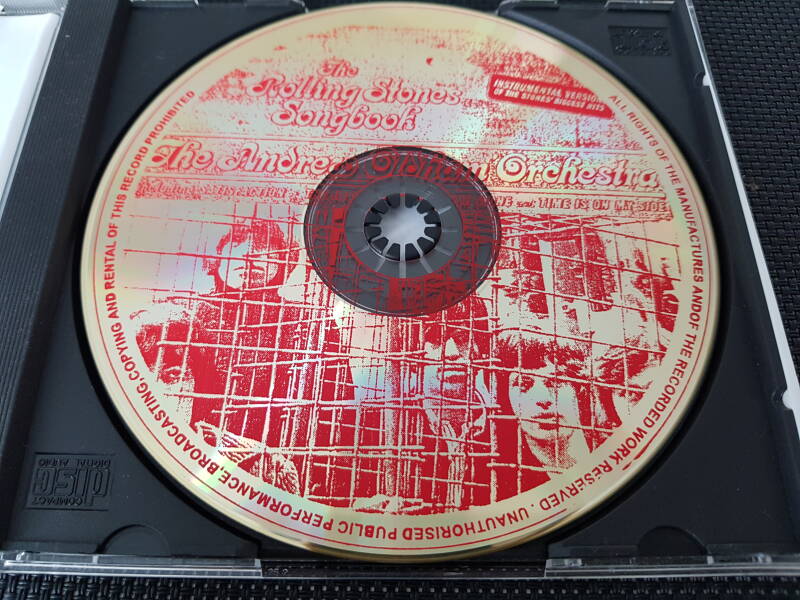 The
Rolling Stones
Songbook
INSTRUMENTAL VERSIONS
OF THE STONES' BIGGEST HITS
The Andrew Oldham Orchestra
TIME IS ON MY SIDE
ALL RIGHTS OF THE MANUFACTURES ANDOF THE RECORDED WORK RESERVED . UNAUTHORISED PUBLIC PERFORMANCE,BROADCASTING,COPYING AND RENTAL OF THIS RECORD PROHIBITED
COMPACT
disc
DIGITAL AUDIO